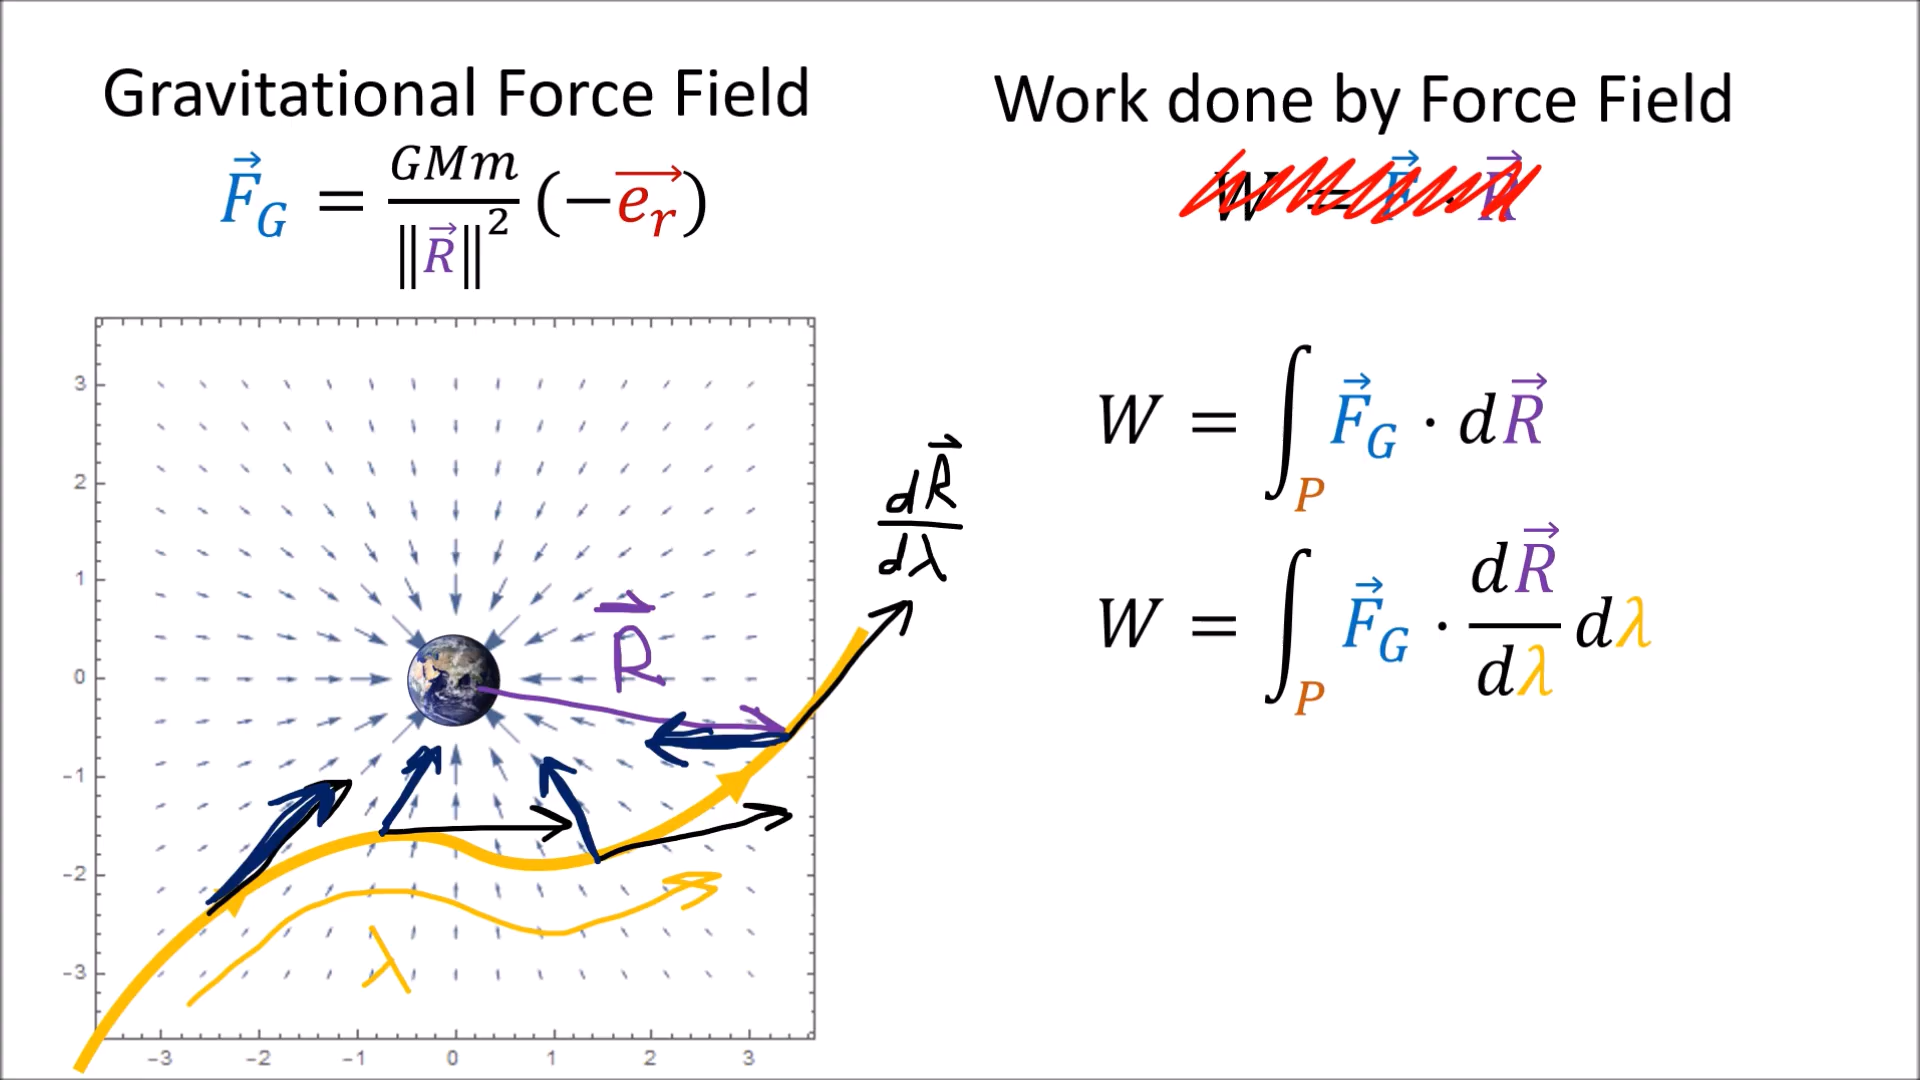 Gravitational Force Field
F⃗_G = GMm / ‖R⃗‖² (−e_r⃗)
Work done by Force Field
W = F⃗ · R⃗
W = ∫_P F⃗_G · dR⃗
W = ∫_P F⃗_G · dR⃗/dλ dλ
dR⃗/dλ
R⃗
λ
3
2
1
0
−1
−2
−3
−3 −2 −1 0 1 2 3